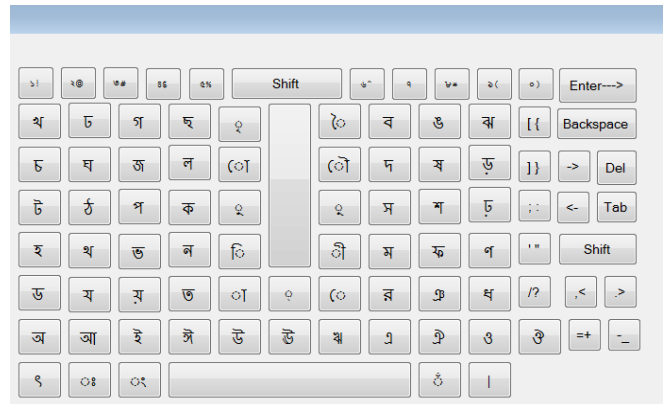 ১! ২@ ৩# ৪$ ৫% Shift ৬^ ৭ ৮* ৯( ০) Enter--->
খ ঢ গ ছ ৃ ৈ ব ঙ ঝ [{ Backspace
চ ঘ জ ল ো ৌ দ ষ ড় ]} -> Del
ট ঠ প ক ু ূ স শ ঢ় ;: <- Tab
হ থ ভ ন ি ী ম ফ ণ '" Shift
ড য য় ত া ্ ে র ঞ ধ /? ,< .>
অ আ ই ঈ উ ঊ ঋ এ ঐ ও ঔ =+ -_
ৎ ঃ ং ঁ ।